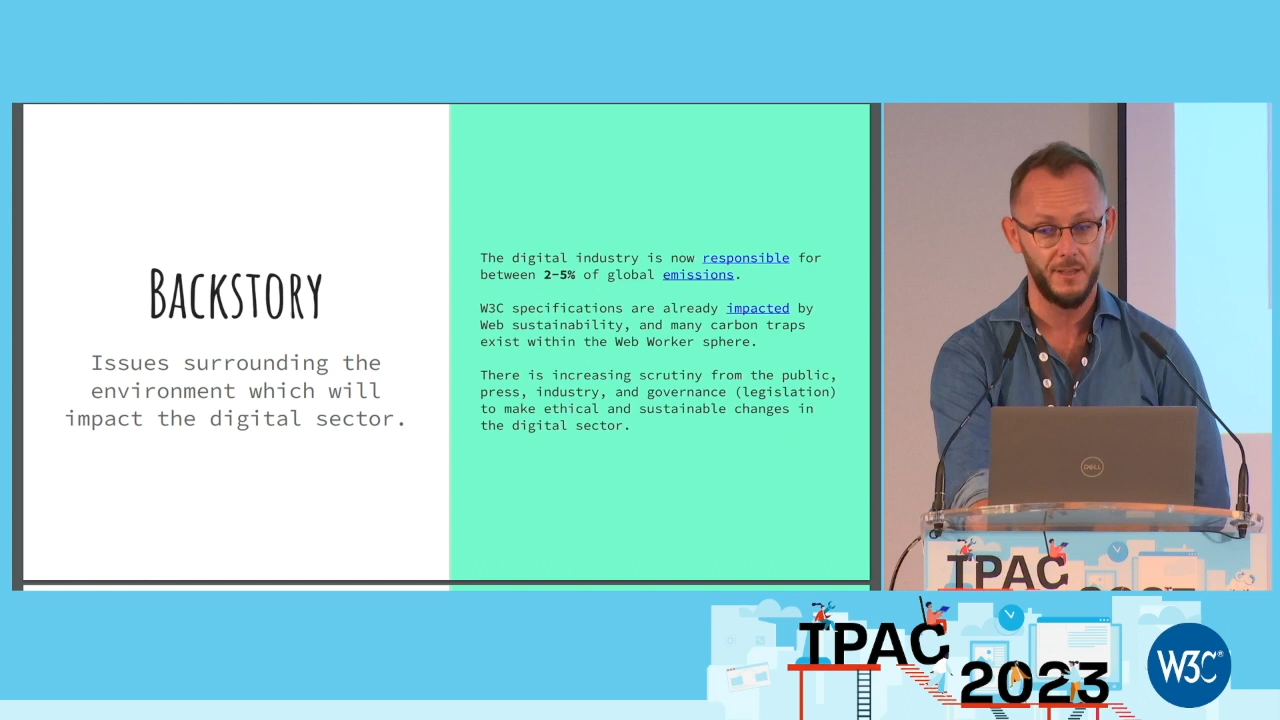 BACKSTORY
Issues surrounding the
environment which will
impact the digital sector.
The digital industry is now responsible for
between 2-5% of global emissions.
W3C specifications are already impacted by
Web sustainability, and many carbon traps
exist within the Web Worker sphere.
There is increasing scrutiny from the public,
press, industry, and governance (legislation)
to make ethical and sustainable changes in
the digital sector.
DELL
TPAC
TPAC
2023
W3C®